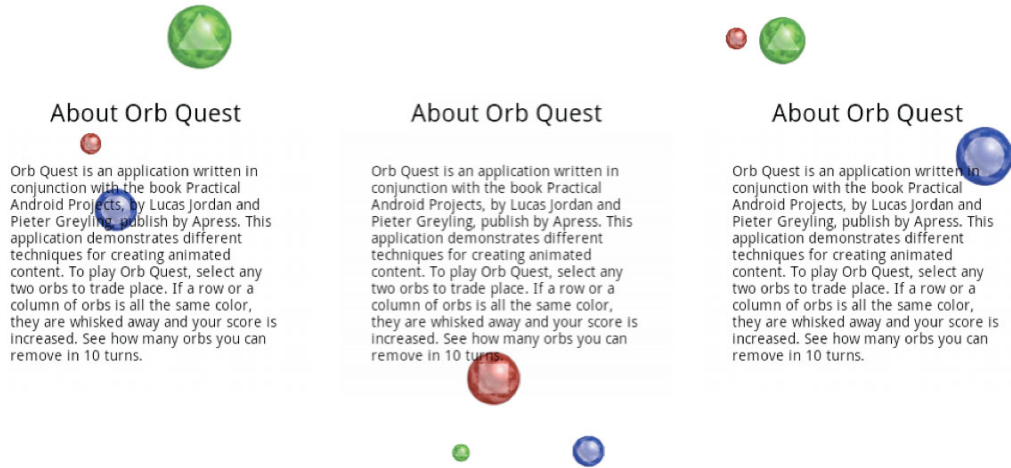 About Orb Quest
Orb Quest is an application written in
conjunction with the book Practical
Android Projects, by Lucas Jordan and
Pieter Greyling, publish by Apress. This
application demonstrates different
techniques for creating animated
content. To play Orb Quest, select any
two orbs to trade place. If a row or a
column of orbs is all the same color,
they are whisked away and your score is
increased. See how many orbs you can
remove in 10 turns.
About Orb Quest
Orb Quest is an application written in
conjunction with the book Practical
Android Projects, by Lucas Jordan and
Pieter Greyling, publish by Apress. This
application demonstrates different
techniques for creating animated
content. To play Orb Quest, select any
two orbs to trade place. If a row or a
column of orbs is all the same color,
they are whisked away and your score is
increased. See how many orbs you can
remove in 10 turns.
About Orb Quest
Orb Quest is an application written in
conjunction with the book Practical
Android Projects, by Lucas Jordan and
Pieter Greyling, publish by Apress. This
application demonstrates different
techniques for creating animated
content. To play Orb Quest, select any
two orbs to trade place. If a row or a
column of orbs is all the same color,
they are whisked away and your score is
increased. See how many orbs you can
remove in 10 turns.